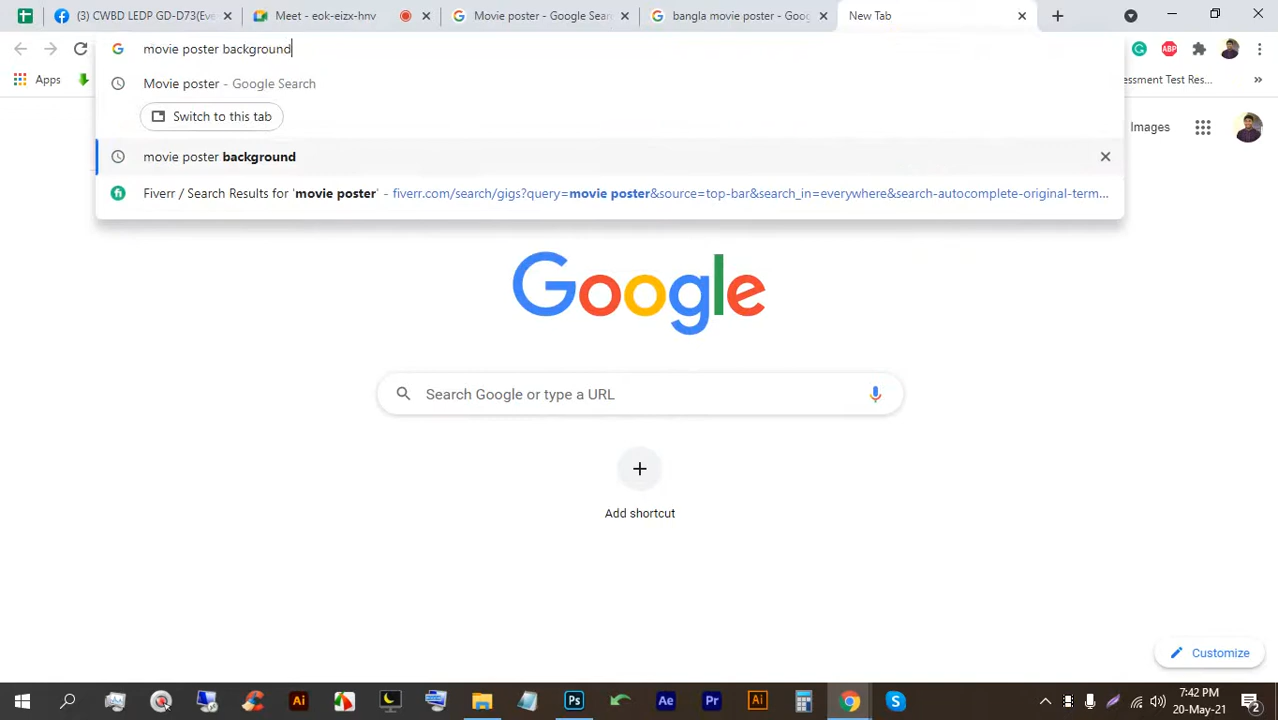 (3) CWBD LEDP GD-D73(Eve
Meet - eok-eizx-hnv
Movie poster - Google Sear
bangla movie poster - Goog
New Tab
movie poster background
Apps
essment Test Res...
Movie poster - Google Search
Switch to this tab
Images
movie poster background
Fiverr / Search Results for 'movie poster' - fiverr.com/search/gigs?query=movie poster&source=top-bar&search_in=everywhere&search-autocomplete-original-term...
Google
Search Google or type a URL
Add shortcut
Customize
7:42 PM
20-May-21
2